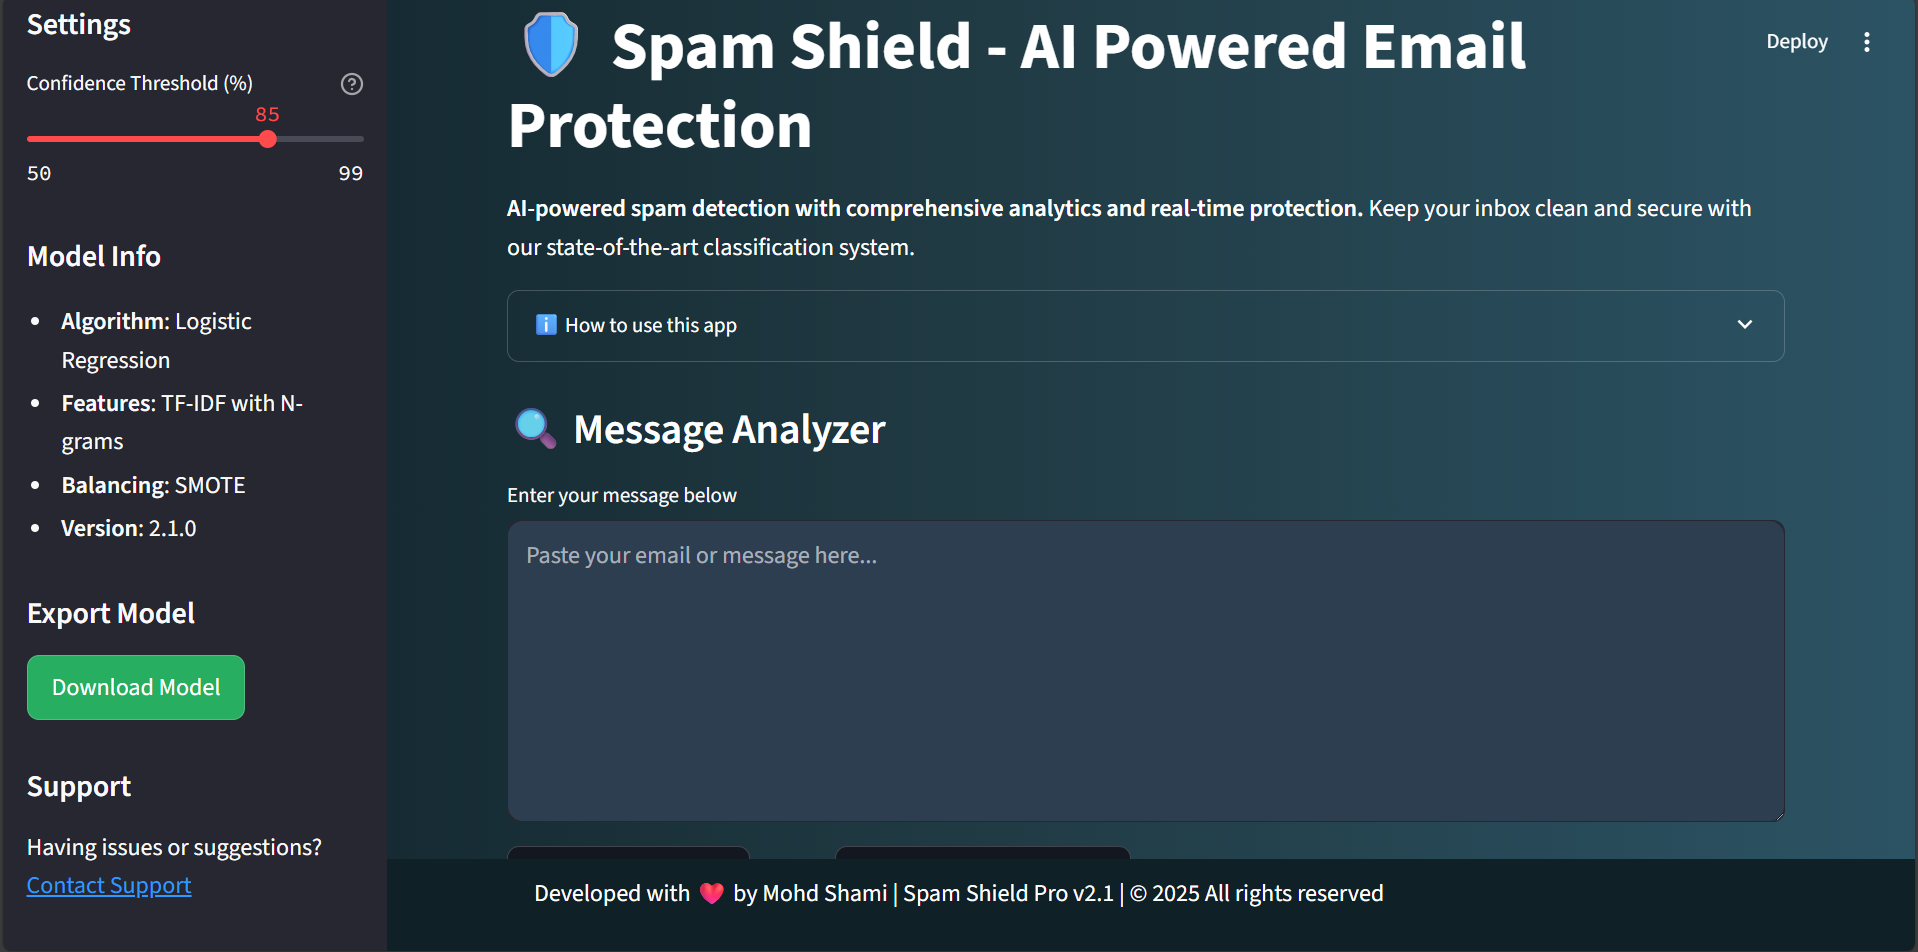 Settings
Confidence Threshold (%)
85
50
99
Model Info
Algorithm: Logistic
Regression
Features: TF-IDF with N-
grams
Balancing: SMOTE
Version: 2.1.0
Export Model
Download Model
Support
Having issues or suggestions?
Contact Support
Deploy
Spam Shield - AI Powered Email
Protection
AI-powered spam detection with comprehensive analytics and real-time protection. Keep your inbox clean and secure with
our state-of-the-art classification system.
How to use this app
Message Analyzer
Enter your message below
Paste your email or message here...
Developed with ❤️ by Mohd Shami | Spam Shield Pro v2.1 | © 2025 All rights reserved